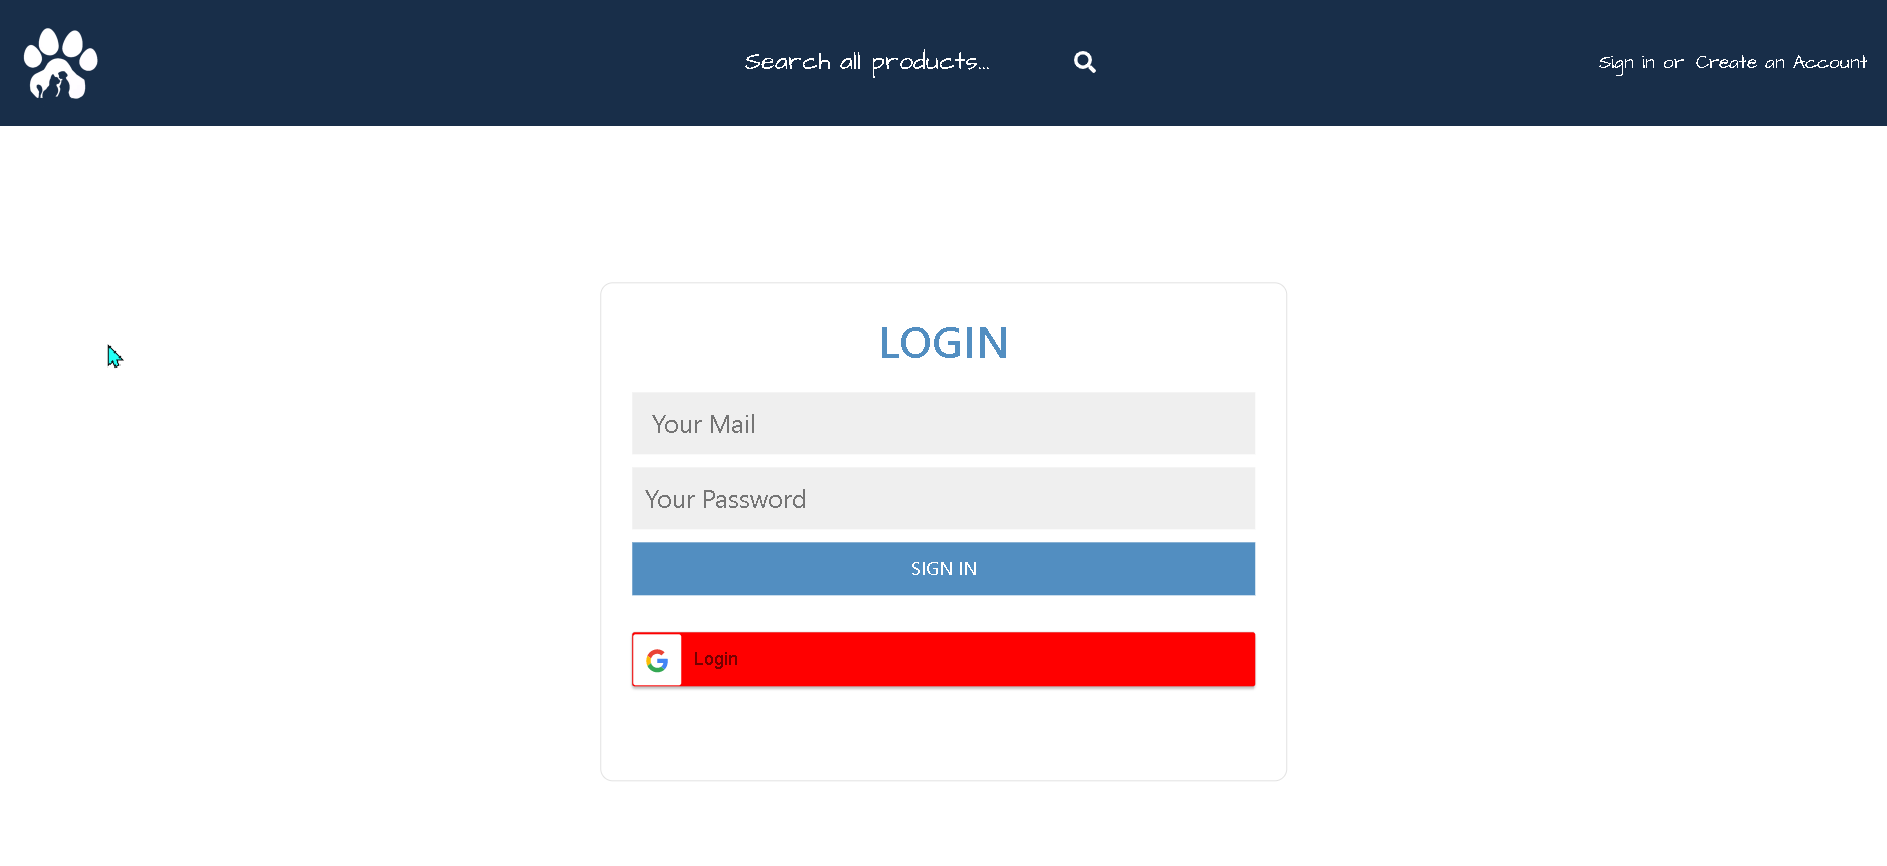 Search all products...
Sign in or Create an Account
LOGIN
Your Mail
Your Password
SIGN IN
Login